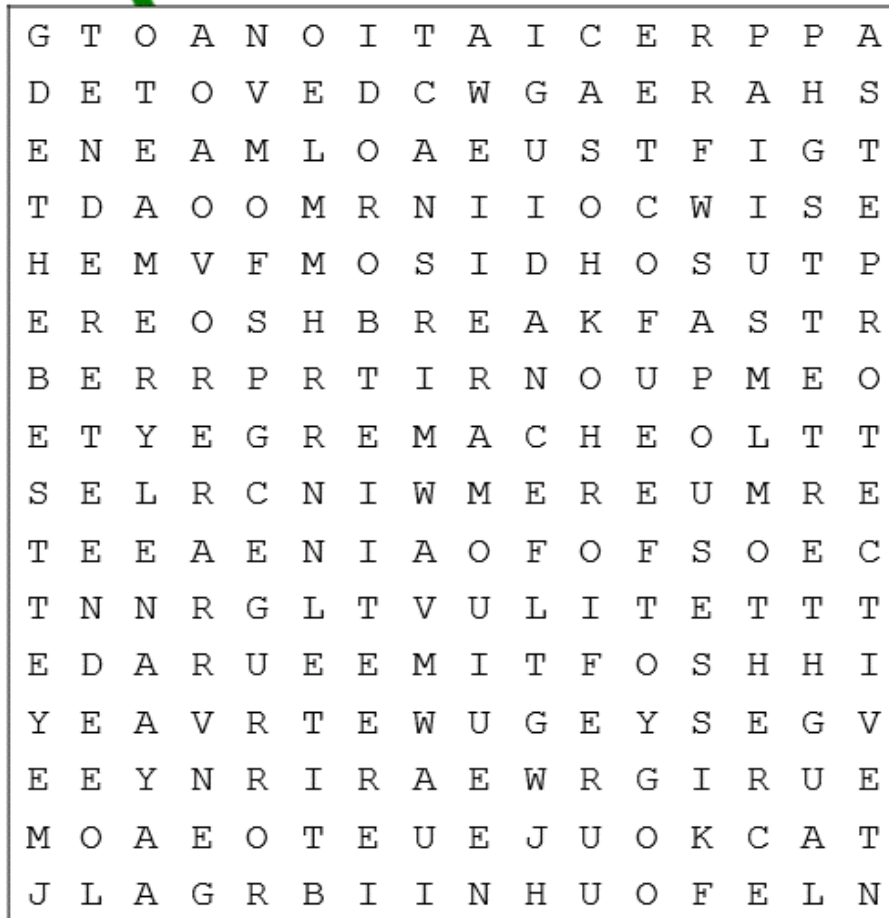 G T O A N O I T A I C E R P P A
D E T O V E D C W G A E R A H S
E N E A M L O A E U S T F I G T
T D A O O M R N I I O C W I S E
H E M V F M O S I D H O S U T P
E R E O S H B R E A K F A S T R
B E R R P R T I R N O U P M E O
E T Y E G R E M A C H E O L T T
S E L R C N I W M E R E U M R E
T E E A E N I A O F O F S O E C
T N N R G L T V U L I T E T T T
E D A R U E E M I T F O S H H I
Y E A V R T E W U G E Y S E G V
E E Y N R I R A E W R G I R U E
M O A E O T E U E J U O K C A T
J L A G R B I I N H U O F E L N